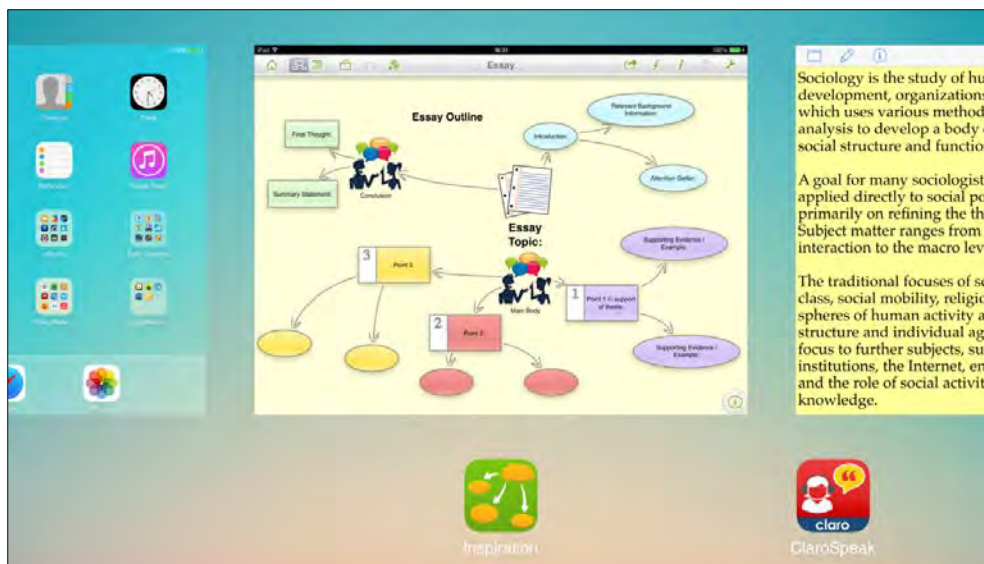 iPad
100%
Essay
Essay Outline
Final Thought:
Summary Statement:
Conclusion
Introduction:
Relevant Background
Information:
Attention Getter:
Essay
Topic:
Main Body
3
Point 3:
2
Point 2:
1
Point 1 in support
of thesis:
Supporting Evidence /
Example:
Supporting Evidence /
Example:
Sociology is the study of hu
development, organizations
which uses various method
analysis to develop a body
social structure and functio
A goal for many sociologist
applied directly to social po
primarily on refining the th
Subject matter ranges from
interaction to the macro lev
The traditional focuses of so
class, social mobility, religio
spheres of human activity a
structure and individual ag
focus to further subjects, su
institutions, the Internet, en
and the role of social activit
knowledge.
Inspiration
claro
ClaroSpeak